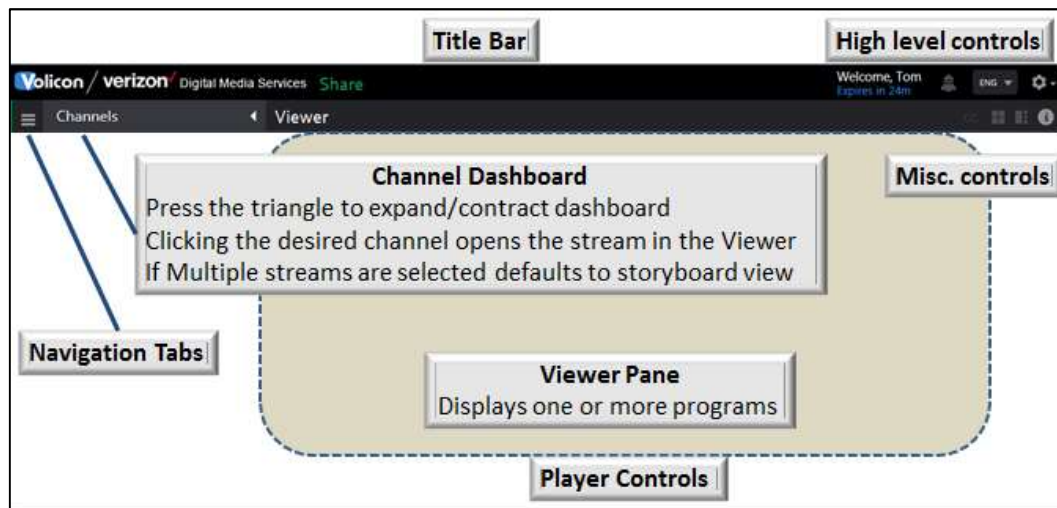 Title Bar
High level controls
Volicon / verizon Digital Media Services Share
Welcome, Tom
Expires in 24m
ENG
Channels
Viewer
CC
Channel Dashboard
Press the triangle to expand/contract dashboard
Clicking the desired channel opens the stream in the Viewer
If Multiple streams are selected defaults to storyboard view
Misc. controls
Navigation Tabs
Viewer Pane
Displays one or more programs
Player Controls